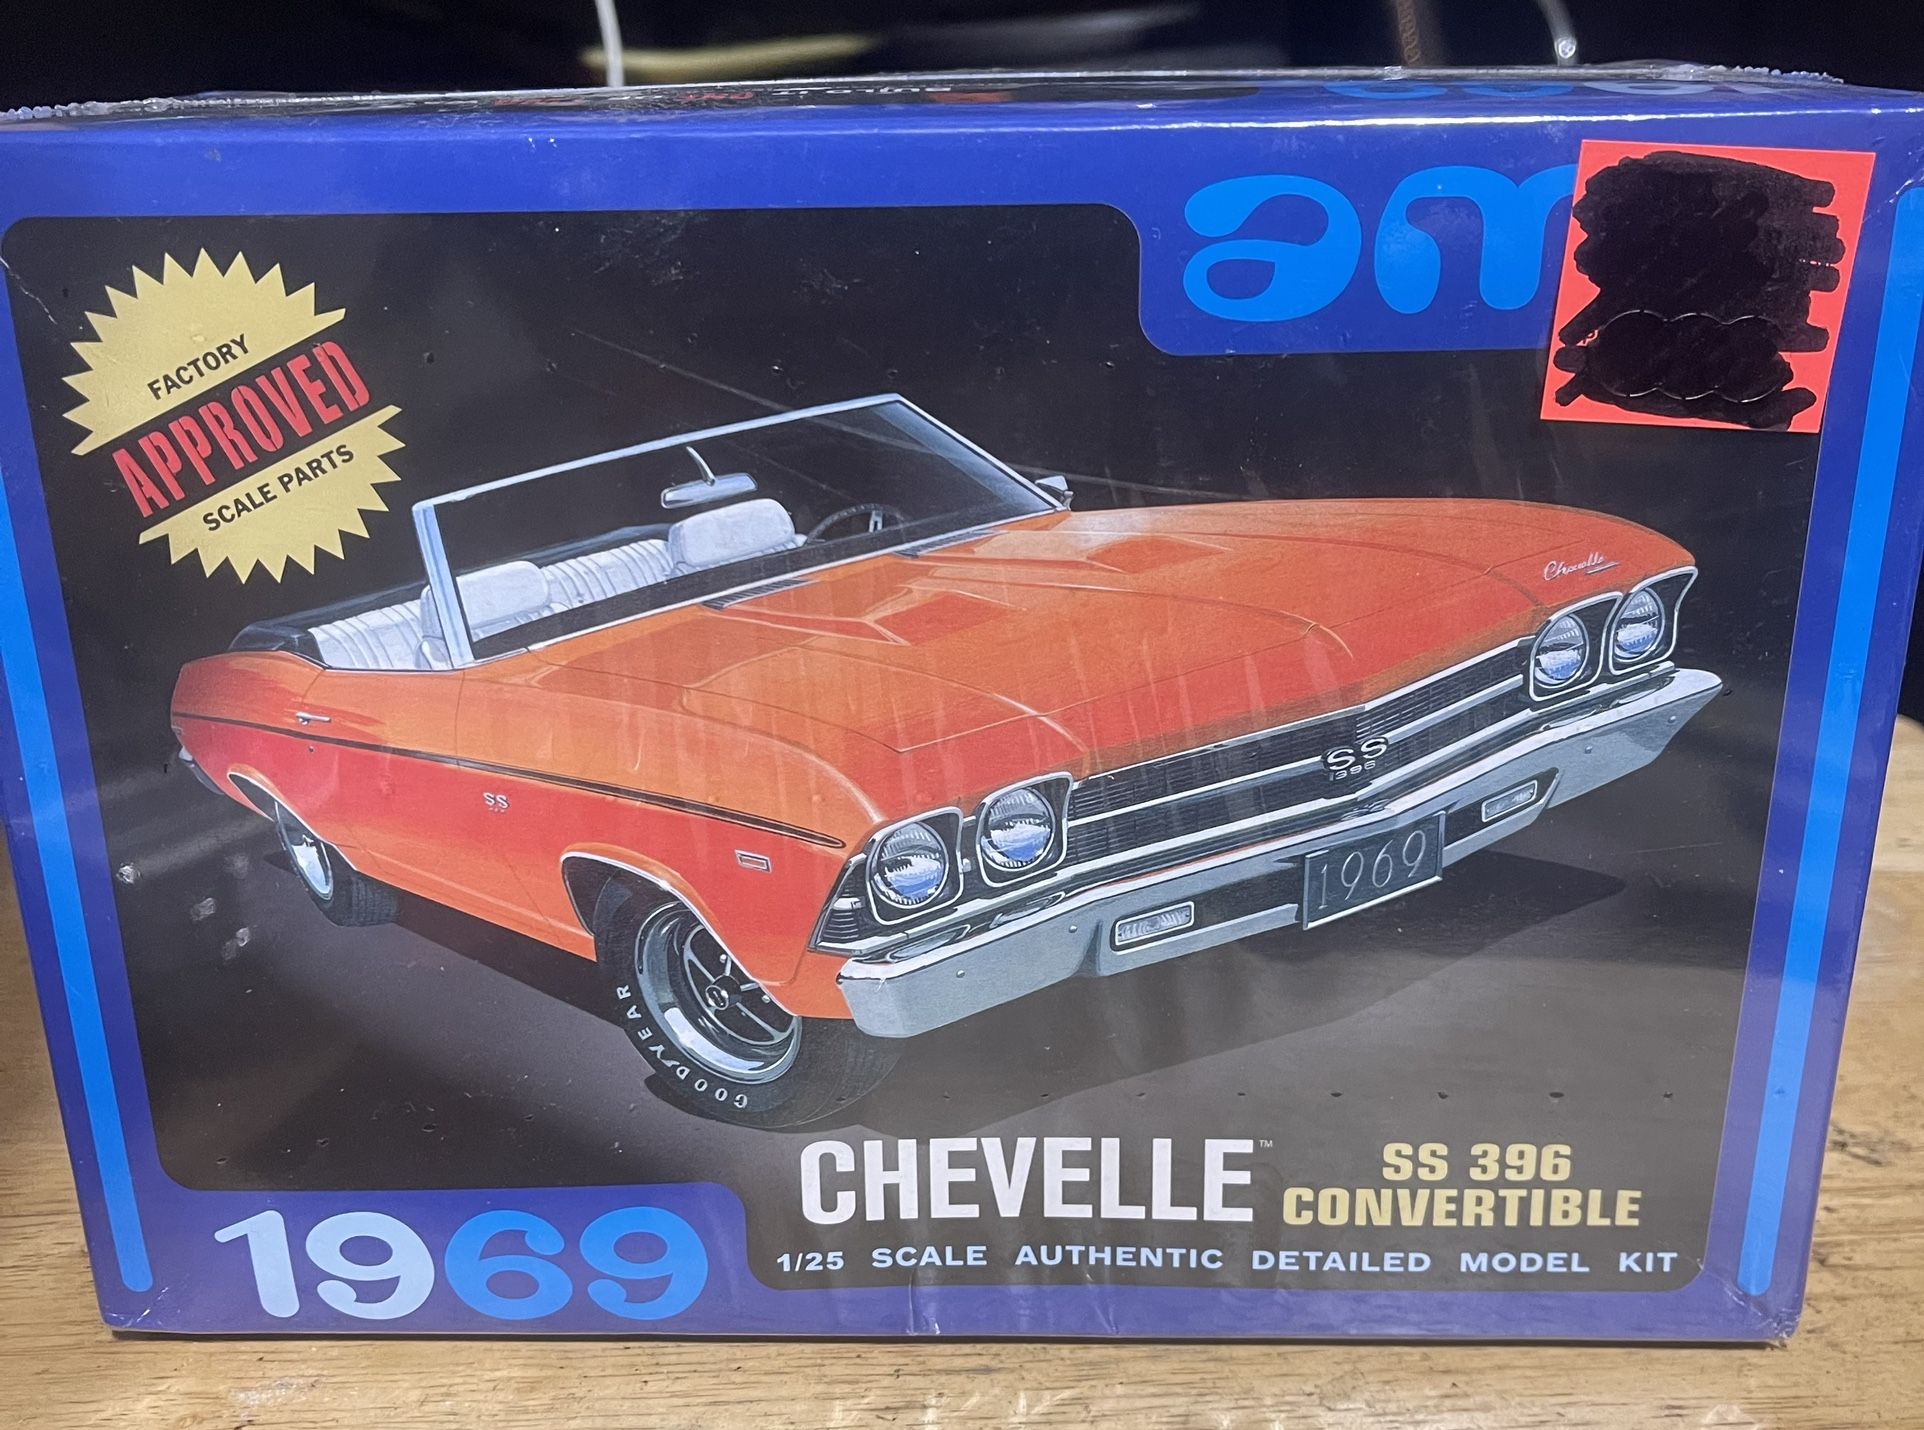 am
FACTORY
APPROVED
SCALE PARTS
Chevelle
SS
396
SS
1969
GOODYEAR
CHEVELLE™
SS 396
CONVERTIBLE
1969
1/25 SCALE AUTHENTIC DETAILED MODEL KIT